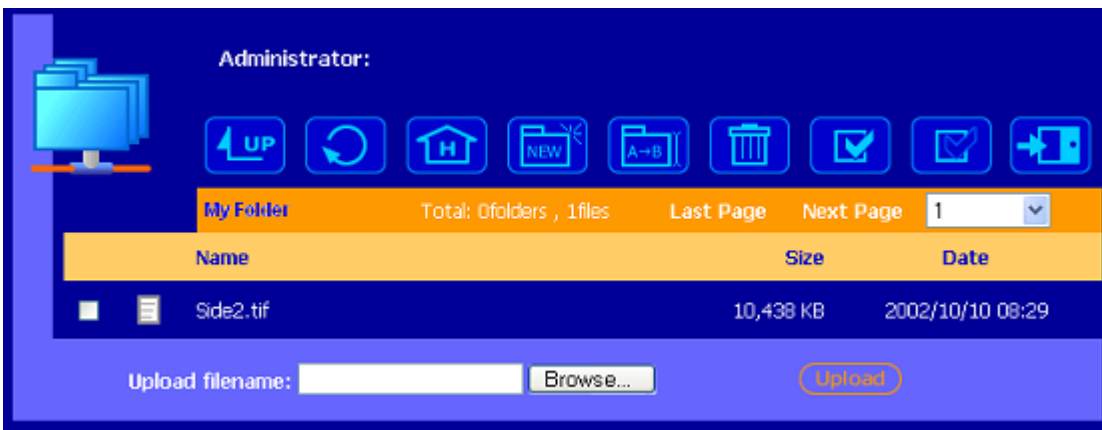 Administrator:
UP H NEW A→B
My Folder Total: 0folders , 1files Last Page Next Page 1
Name Size Date
Side2.tif 10,438 KB 2002/10/10 08:29
Upload filename: Browse... Upload